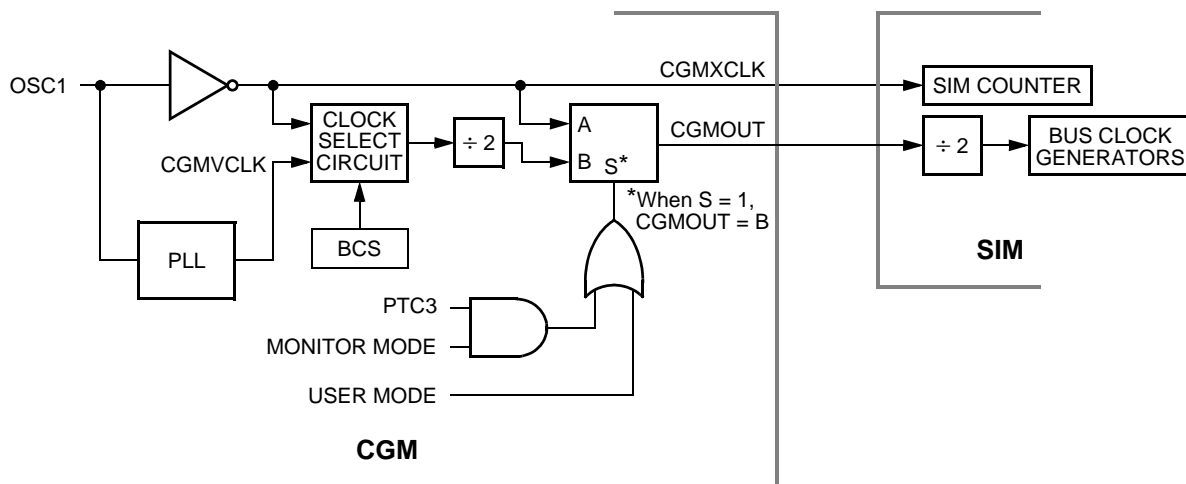 OSC1
CGMXCLK
SIM COUNTER
CLOCK
SELECT
CIRCUIT
÷ 2
A
B
S*
CGMOUT
÷ 2
BUS CLOCK
GENERATORS
CGMVCLK
*When S = 1,
CGMOUT = B
PLL
BCS
SIM
PTC3
MONITOR MODE
USER MODE
CGM